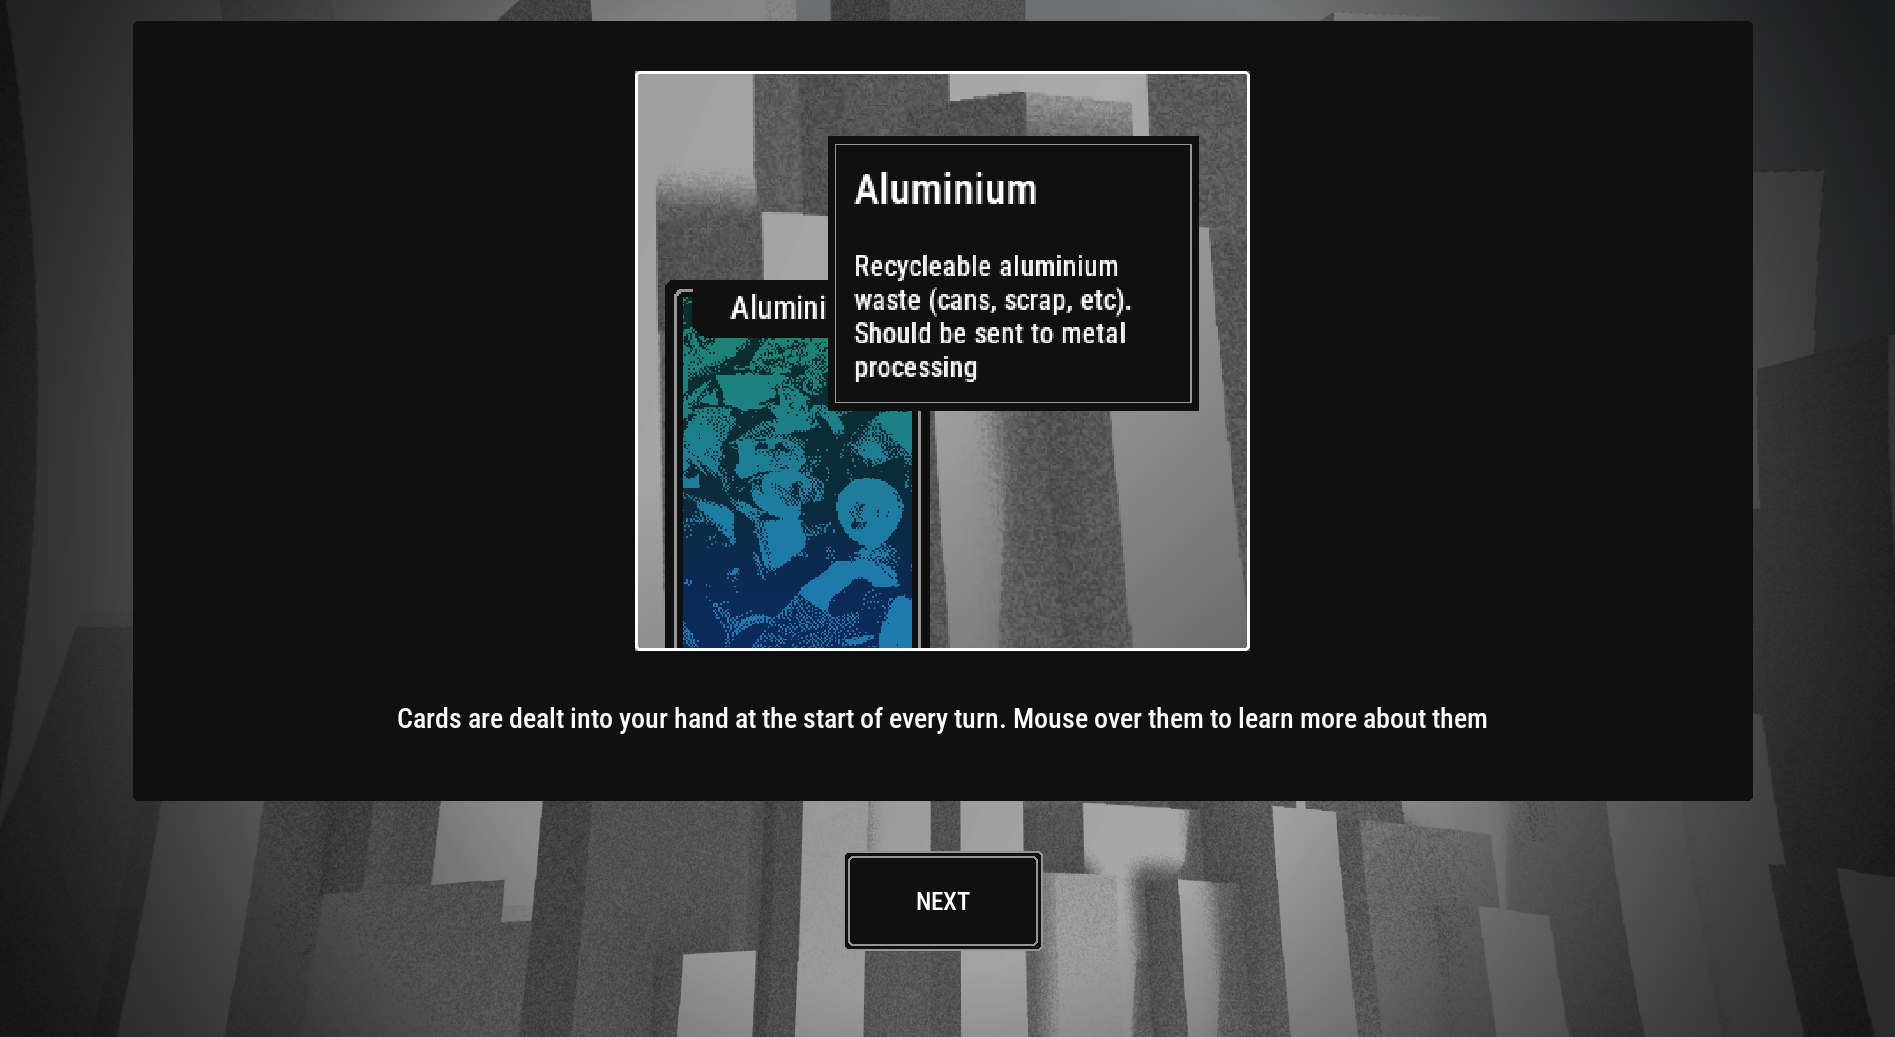 Aluminium
Recycleable aluminium
waste (cans, scrap, etc).
Should be sent to metal
processing
Alumini
Cards are dealt into your hand at the start of every turn. Mouse over them to learn more about them
NEXT